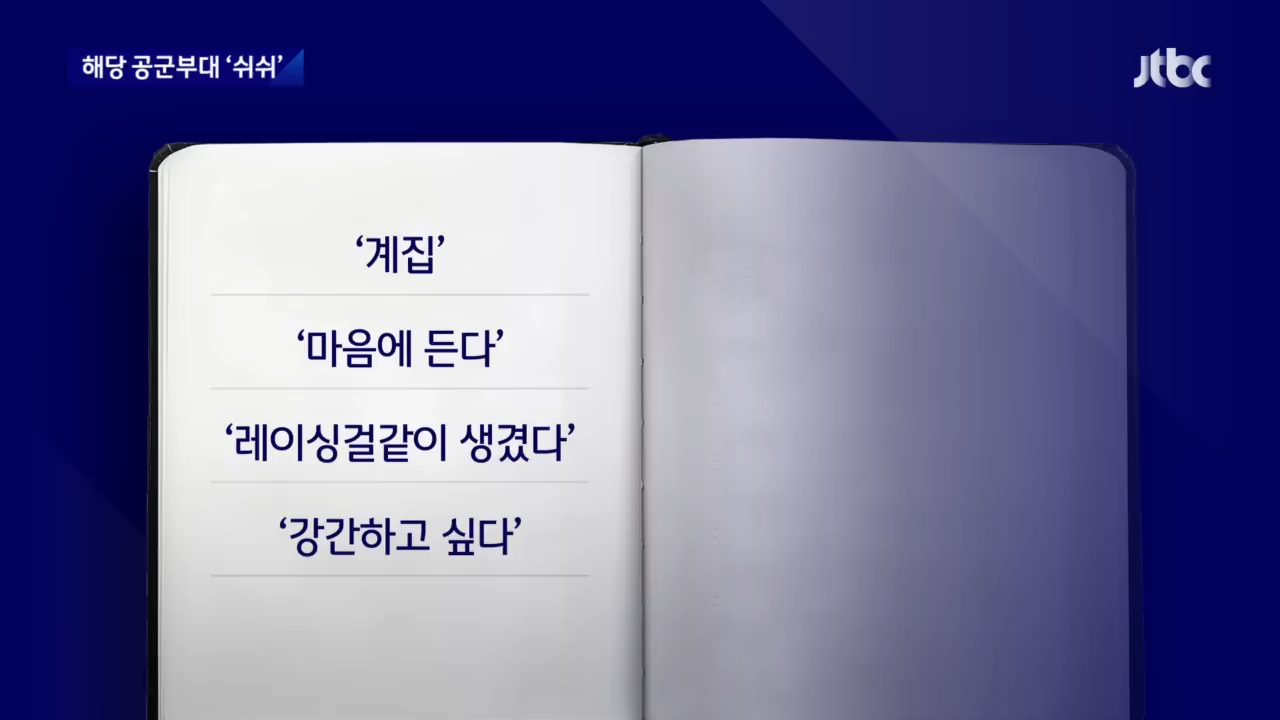 해당 공군부대 ‘쉬쉬’
jtbc
‘계집’
‘마음에 든다’
‘레이싱걸같이 생겼다’
‘강간하고 싶다’